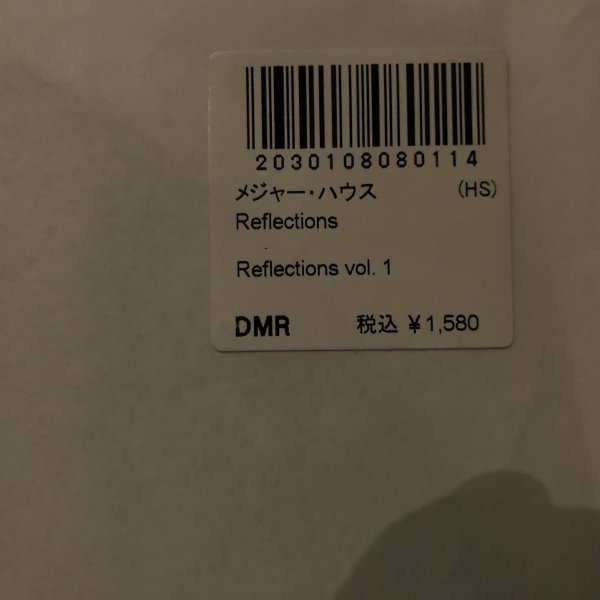 2030108080114
メジャー・ハウス (HS)
Reflections
Reflections vol. 1
DMR 税込 ¥1,580